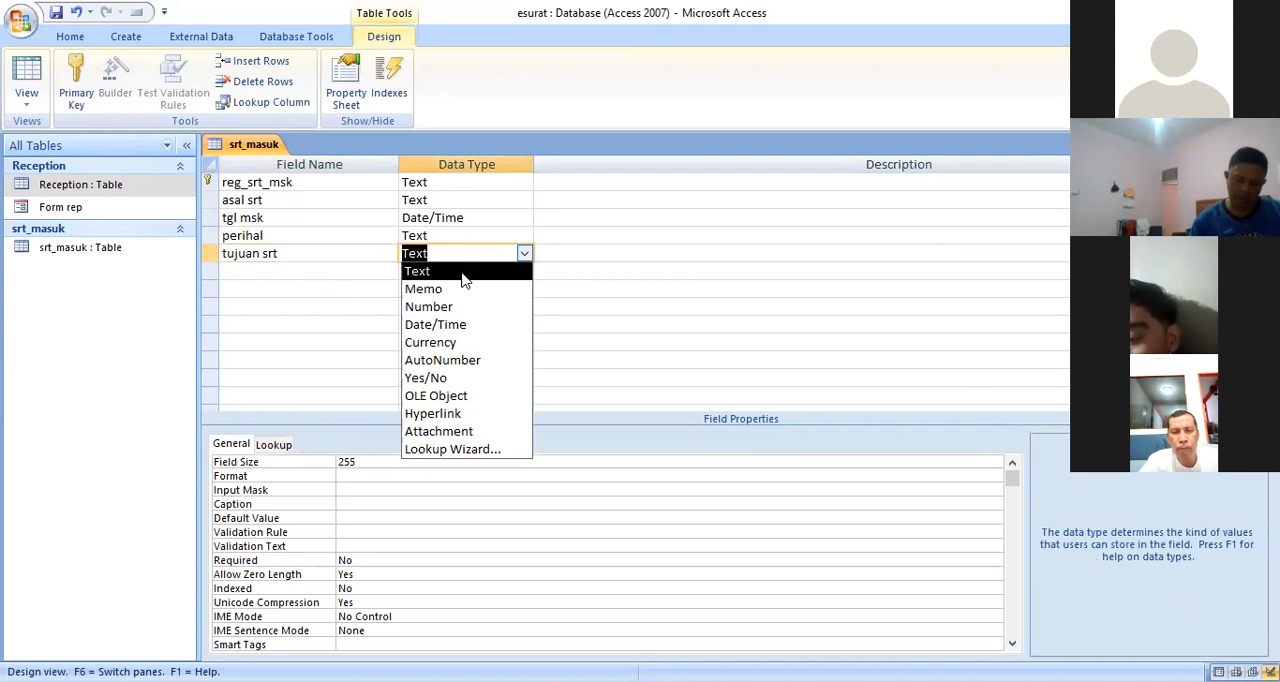 esurat : Database (Access 2007) - Microsoft Access
Table Tools
Home
Create
External Data
Database Tools
Design
View
Primary Key
Builder
Test Validation Rules
Insert Rows
Delete Rows
Lookup Column
Property Sheet
Indexes
Views
Tools
Show/Hide
All Tables
Reception
Reception : Table
Form rep
srt_masuk
srt_masuk : Table
srt_masuk
Field Name Data Type Description
reg_srt_msk Text
asal srt Text
tgl msk Date/Time
perihal Text
tujuan srt Text
Text
Memo
Number
Date/Time
Currency
AutoNumber
Yes/No
OLE Object
Hyperlink
Attachment
Lookup Wizard...
Field Properties
General Lookup
Field Size 255
Format
Input Mask
Caption
Default Value
Validation Rule
Validation Text
Required No
Allow Zero Length Yes
Indexed No
Unicode Compression Yes
IME Mode No Control
IME Sentence Mode None
Smart Tags
The data type determines the kind of values
that users can store in the field. Press F1 for
help on data types.
Design view. F6 = Switch panes. F1 = Help.